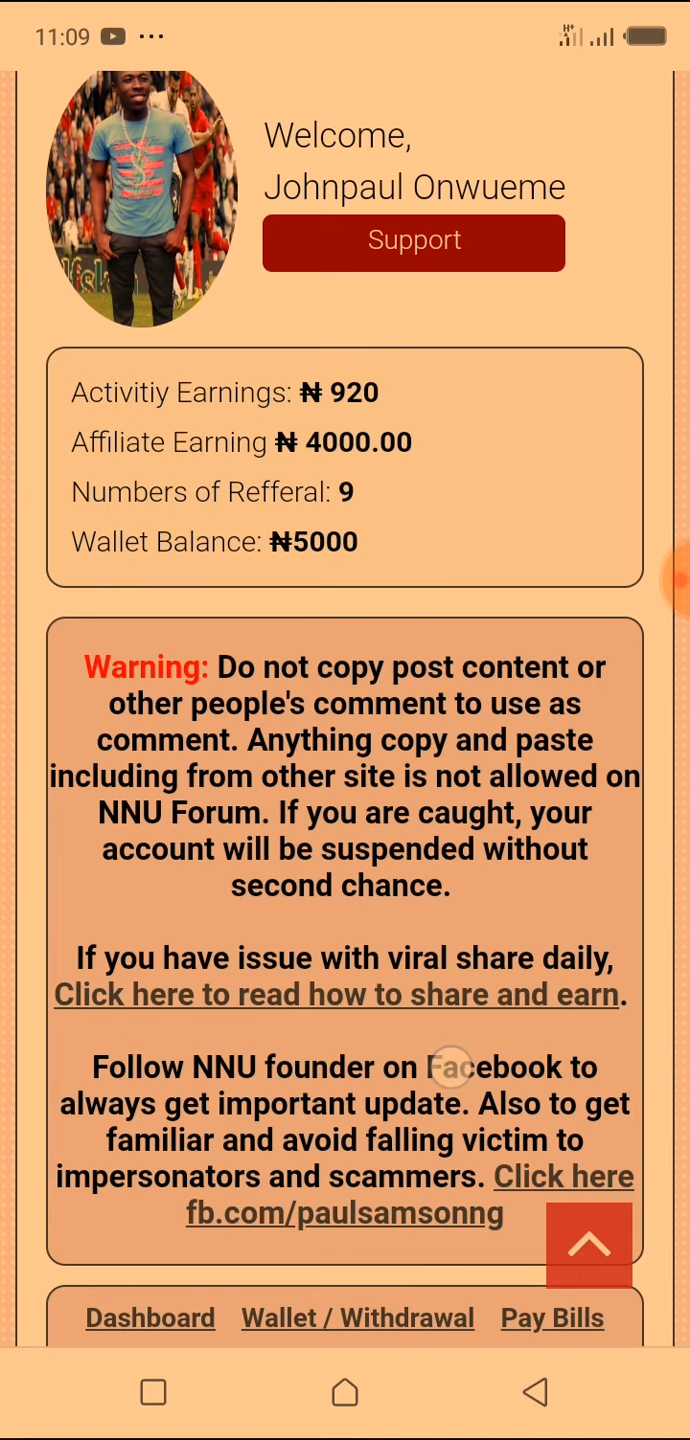 11:09
H+
Welcome,
Johnpaul Onwueme
Support
Activitiy Earnings: ₦ 920
Affiliate Earning ₦ 4000.00
Numbers of Refferal: 9
Wallet Balance: ₦5000
Warning: Do not copy post content or
other people's comment to use as
comment. Anything copy and paste
including from other site is not allowed on
NNU Forum. If you are caught, your
account will be suspended without
second chance.
If you have issue with viral share daily,
Click here to read how to share and earn.
Follow NNU founder on Facebook to
always get important update. Also to get
familiar and avoid falling victim to
impersonators and scammers. Click here
fb.com/paulsamsonng
Dashboard Wallet / Withdrawal Pay Bills